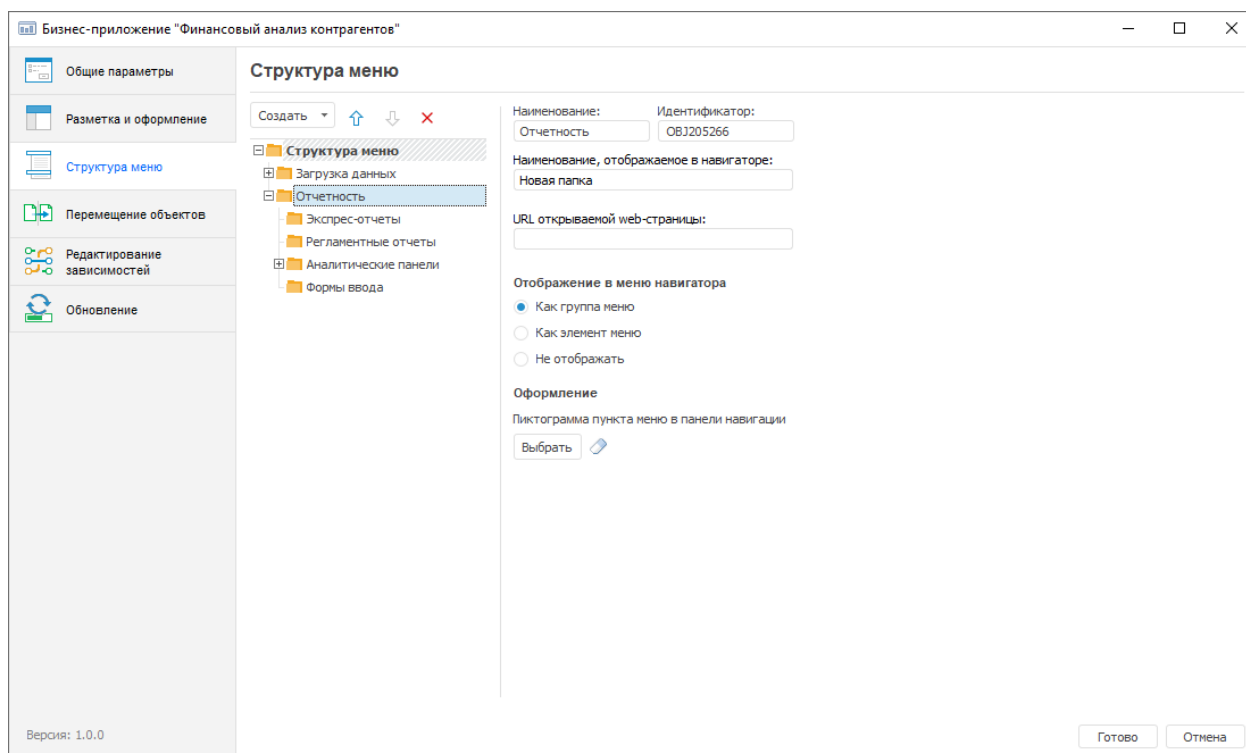 Бизнес-приложение "Финансовый анализ контрагентов"
Общие параметры
Разметка и оформление
Структура меню
Перемещение объектов
Редактирование
зависимостей
Обновление
Версия: 1.0.0
Структура меню
Создать
Структура меню
Загрузка данных
Отчетность
Экспрес-отчеты
Регламентные отчеты
Аналитические панели
Формы ввода
Наименование: Идентификатор:
Отчетность OBJ205266
Наименование, отображаемое в навигаторе:
Новая папка
URL открываемой web-страницы:
Отображение в меню навигатора
Как группа меню
Как элемент меню
Не отображать
Оформление
Пиктограмма пункта меню в панели навигации
Выбрать
Готово Отмена